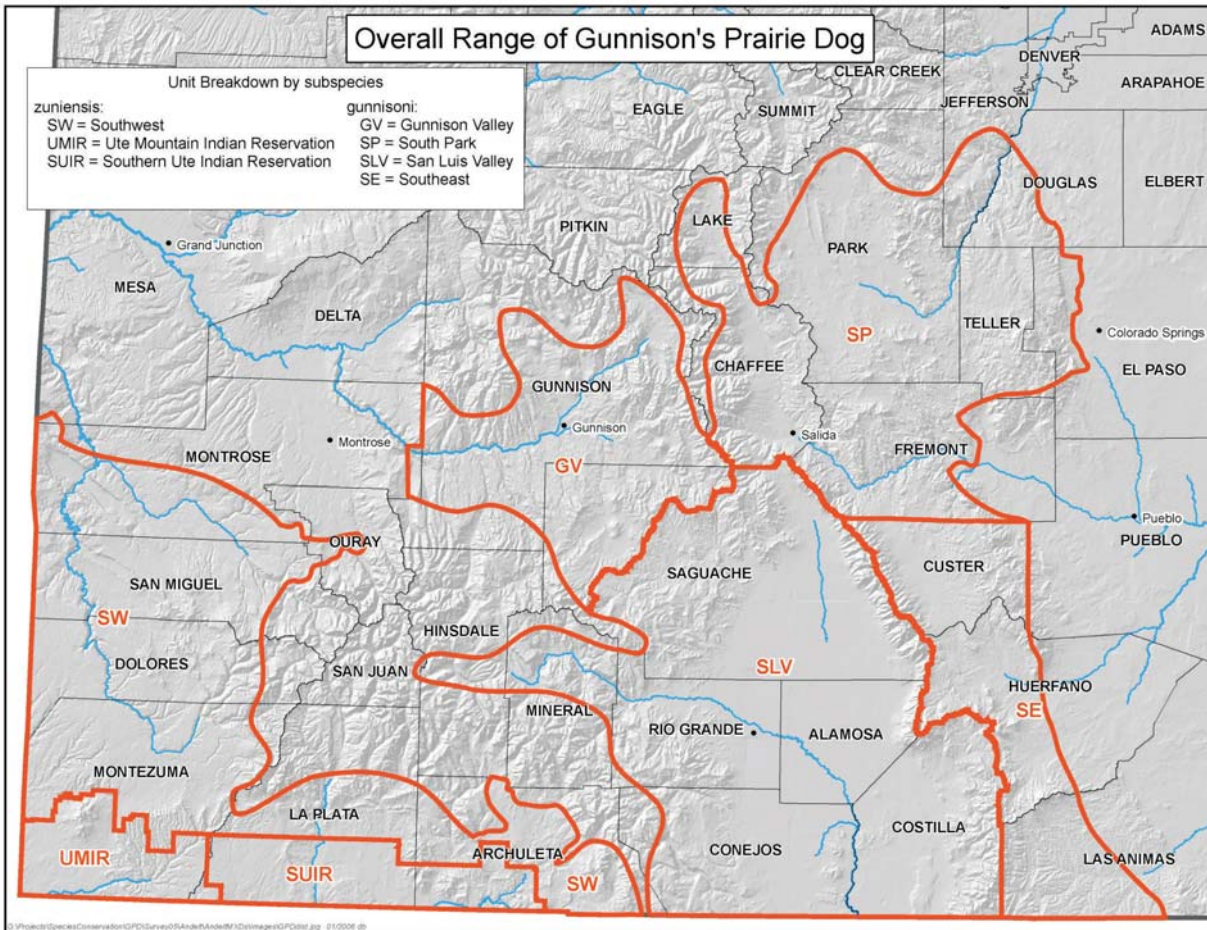 Overall Range of Gunnison's Prairie Dog
Unit Breakdown by subspecies
zuniensis:
SW = Southwest
UMIR = Ute Mountain Indian Reservation
SUIR = Southern Ute Indian Reservation
gunnisoni:
GV = Gunnison Valley
SP = South Park
SLV = San Luis Valley
SE = Southeast
ADAMS
DENVER
CLEAR CREEK
ARAPAHOE
EAGLE
SUMMIT
JEFFERSON
DOUGLAS
ELBERT
PITKIN
LAKE
PARK
Grand Junction
MESA
DELTA
TELLER
SP
Colorado Springs
CHAFFEE
EL PASO
GUNNISON
Gunnison
Montrose
Salida
MONTROSE
FREMONT
GV
Pueblo
PUEBLO
OURAY
CUSTER
SAGUACHE
SAN MIGUEL
SW
HINSDALE
DOLORES
SAN JUAN
SLV
HUERFANO
SE
MINERAL
RIO GRANDE
ALAMOSA
MONTEZUMA
LA PLATA
COSTILLA
ARCHULETA
CONEJOS
LAS ANIMAS
UMIR
SUIR
SW